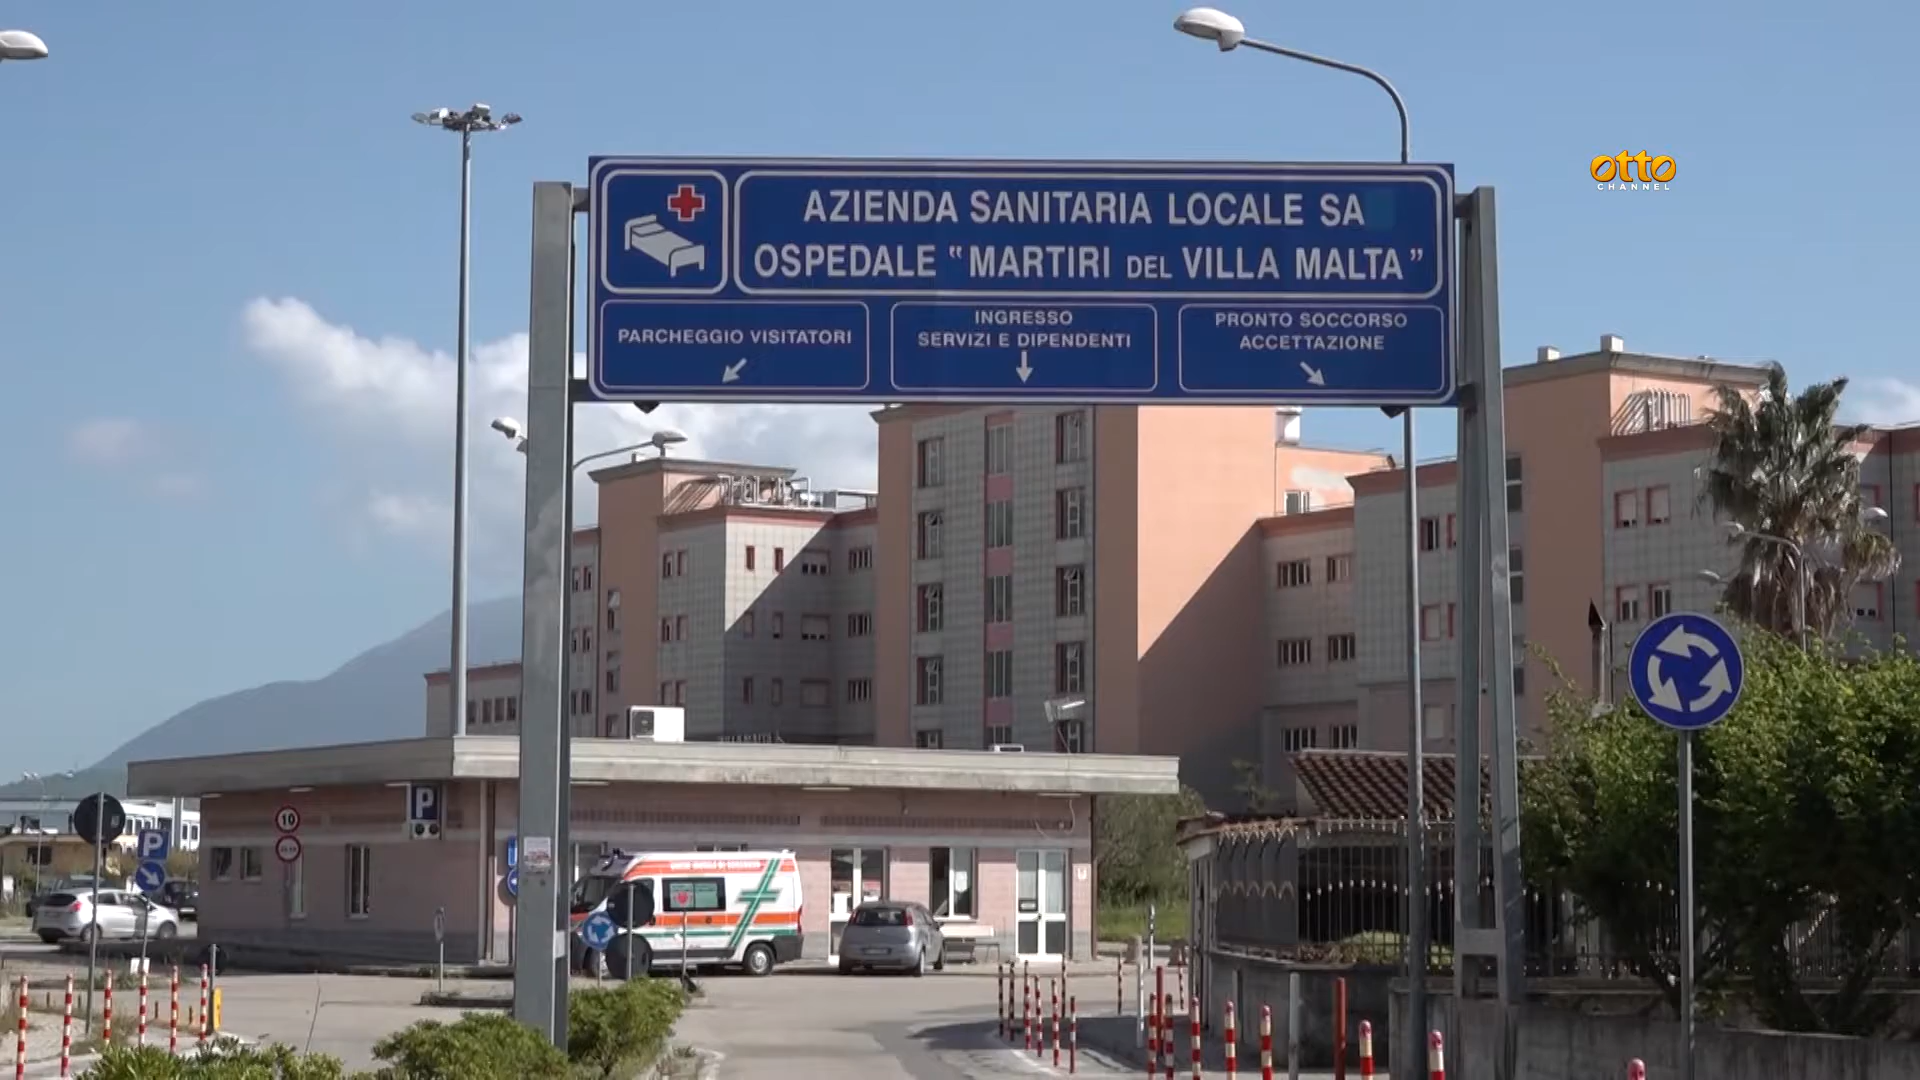 otto
CHANNEL
AZIENDA SANITARIA LOCALE SA
OSPEDALE "MARTIRI DEL VILLA MALTA"
PARCHEGGIO VISITATORI
INGRESSO
SERVIZI E DIPENDENTI
PRONTO SOCCORSO
ACCETTAZIONE
P
10
P